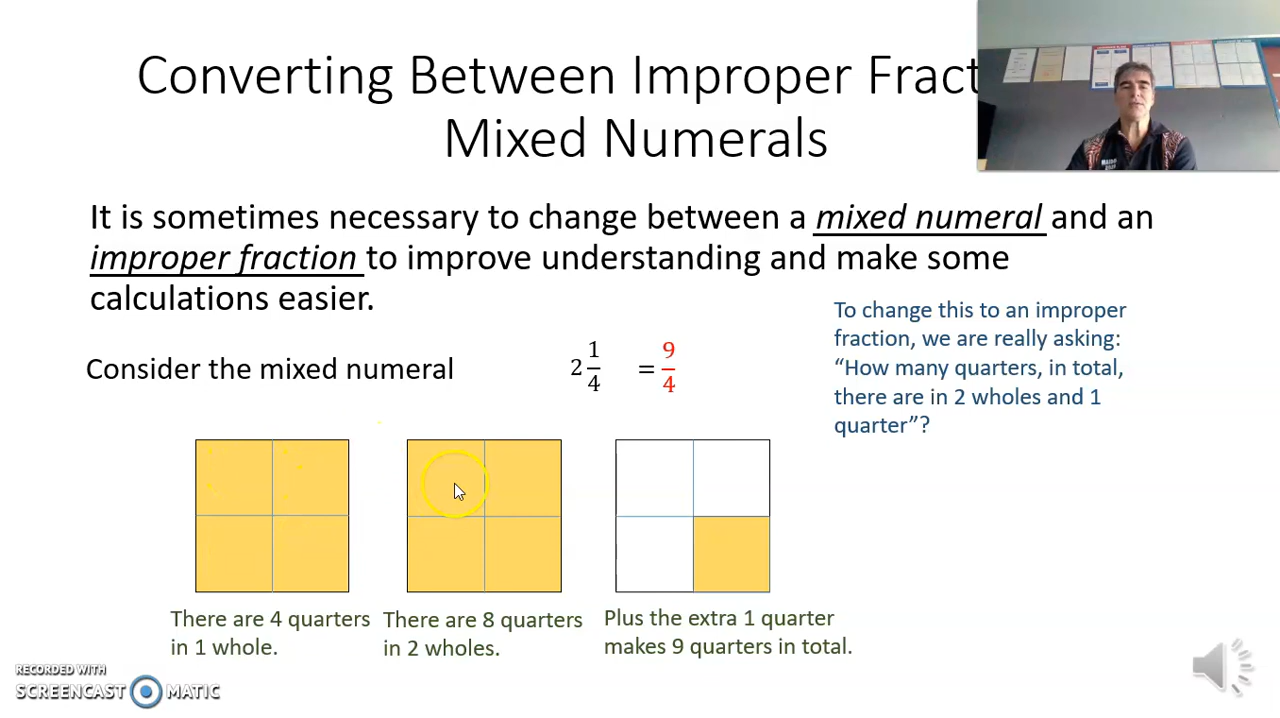 Converting Between Improper Fract
Mixed Numerals
It is sometimes necessary to change between a mixed numeral and an
improper fraction to improve understanding and make some
calculations easier.
To change this to an improper
fraction, we are really asking:
“How many quarters, in total,
there are in 2 wholes and 1
quarter”?
Consider the mixed numeral 2 1/4 = 9/4
There are 4 quarters
in 1 whole.
There are 8 quarters
in 2 wholes.
Plus the extra 1 quarter
makes 9 quarters in total.
RECORDED WITH
SCREENCAST MATIC